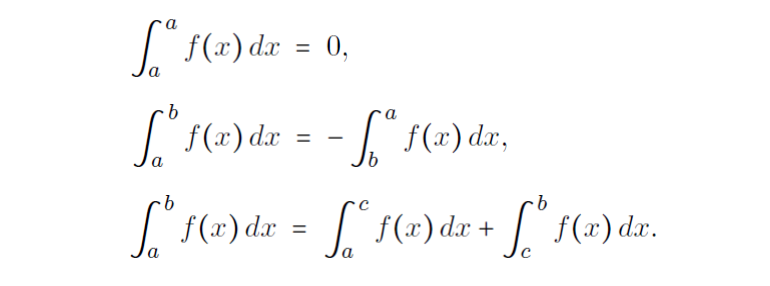 ∫_a^a f(x) dx = 0,
∫_a^b f(x) dx = − ∫_b^a f(x) dx,
∫_a^b f(x) dx = ∫_a^c f(x) dx + ∫_c^b f(x) dx.